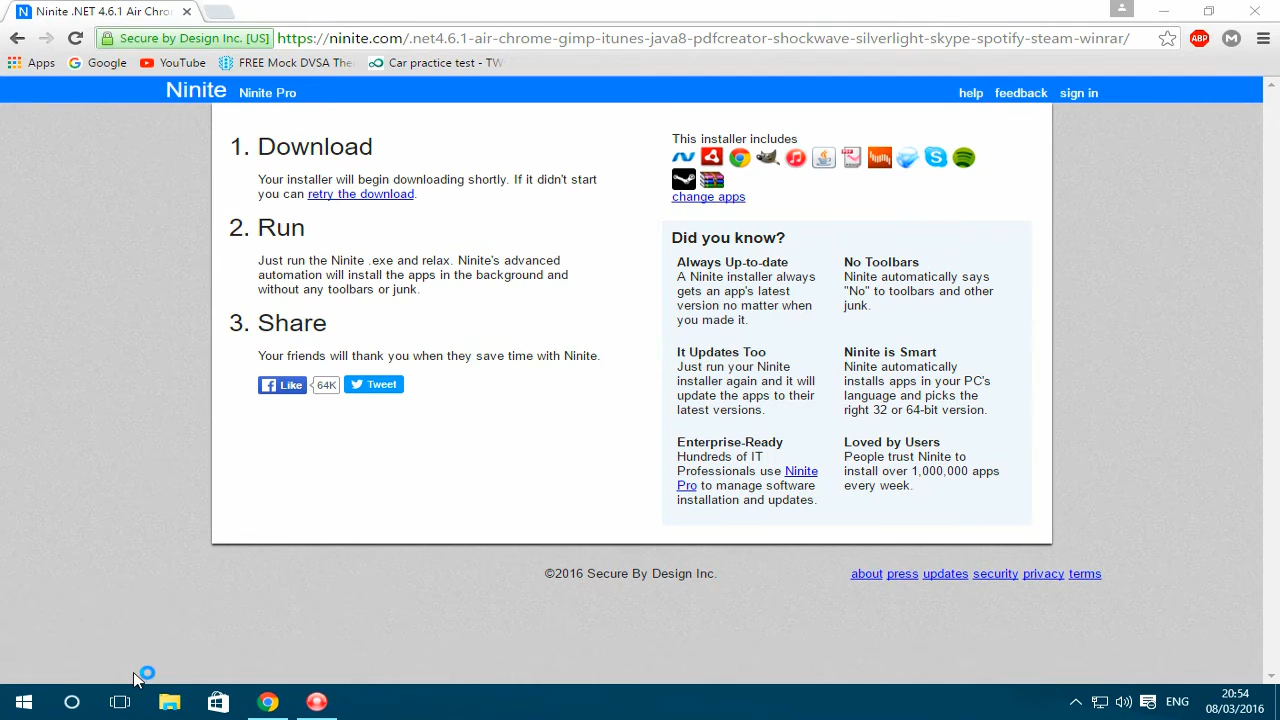 Ninite .NET 4.6.1 Air Chro
Secure by Design Inc. [US] https://ninite.com/.net4.6.1-air-chrome-gimp-itunes-java8-pdfcreator-shockwave-silverlight-skype-spotify-steam-winrar/
ABP
Apps Google YouTube FREE Mock DVSA The Car practice test - TW
Ninite Ninite Pro help feedback sign in
1. Download
Your installer will begin downloading shortly. If it didn't start
you can retry the download.
2. Run
Just run the Ninite .exe and relax. Ninite's advanced
automation will install the apps in the background and
without any toolbars or junk.
3. Share
Your friends will thank you when they save time with Ninite.
Like 64K Tweet
This installer includes
change apps
Did you know?
Always Up-to-date
A Ninite installer always
gets an app's latest
version no matter when
you made it.
No Toolbars
Ninite automatically says
"No" to toolbars and other
junk.
It Updates Too
Just run your Ninite
installer again and it will
update the apps to their
latest versions.
Ninite is Smart
Ninite automatically
installs apps in your PC's
language and picks the
right 32 or 64-bit version.
Enterprise-Ready
Hundreds of IT
Professionals use Ninite
Pro to manage software
installation and updates.
Loved by Users
People trust Ninite to
install over 1,000,000 apps
every week.
©2016 Secure By Design Inc.
about press updates security privacy terms
ENG
20:54
08/03/2016